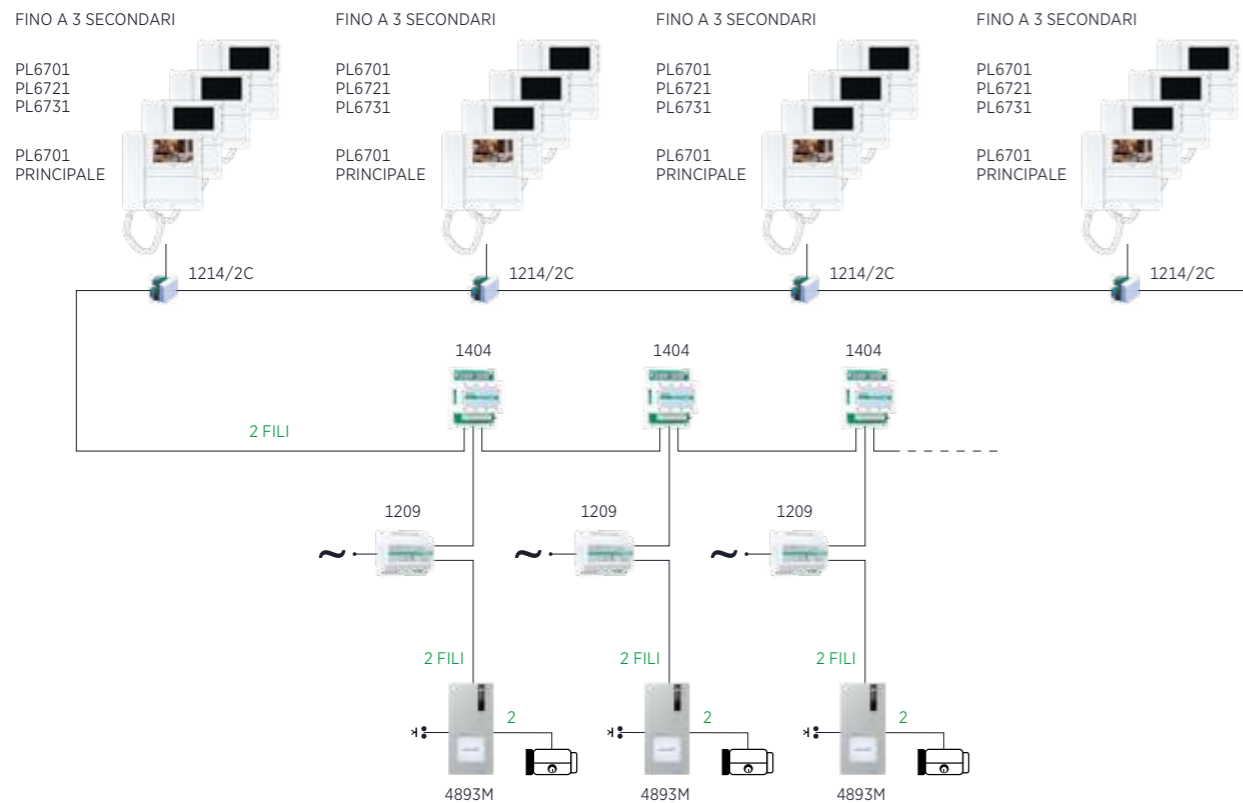 FINO A 3 SECONDARI
PL6701
PL6721
PL6731
PL6701
PRINCIPALE
1214/2C
FINO A 3 SECONDARI
PL6701
PL6721
PL6731
PL6701
PRINCIPALE
1214/2C
FINO A 3 SECONDARI
PL6701
PL6721
PL6731
PL6701
PRINCIPALE
1214/2C
FINO A 3 SECONDARI
PL6701
PL6721
PL6731
PL6701
PRINCIPALE
1214/2C
1404
1404
1404
2 FILI
1209
1209
1209
~
~
~
2 FILI
2 FILI
2 FILI
2
2
2
4893M
4893M
4893M